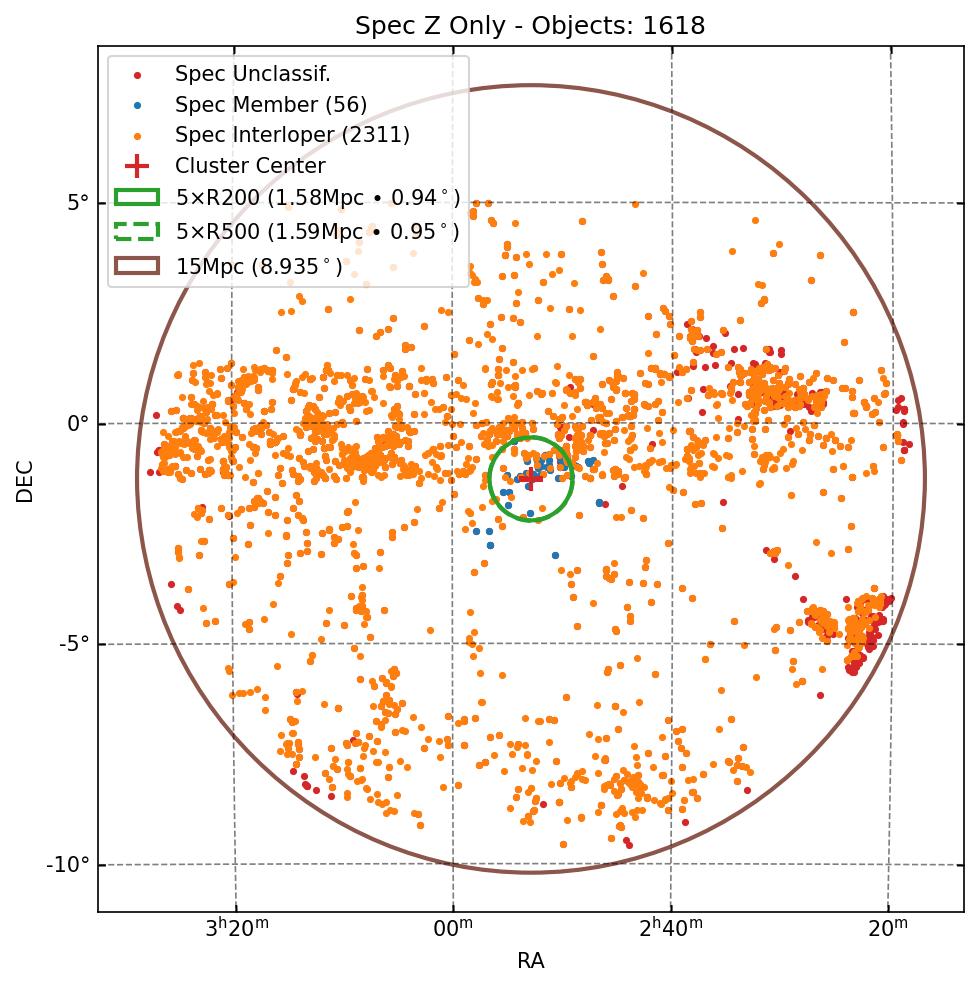 Spec Z Only - Objects: 1618
Spec Unclassif.
Spec Member (56)
Spec Interloper (2311)
Cluster Center
5×R200 (1.58Mpc • 0.94°)
5×R500 (1.59Mpc • 0.95°)
15Mpc (8.935°)
5°
0°
-5°
-10°
DEC
3ʰ20ᵐ
00ᵐ
2ʰ40ᵐ
20ᵐ
RA